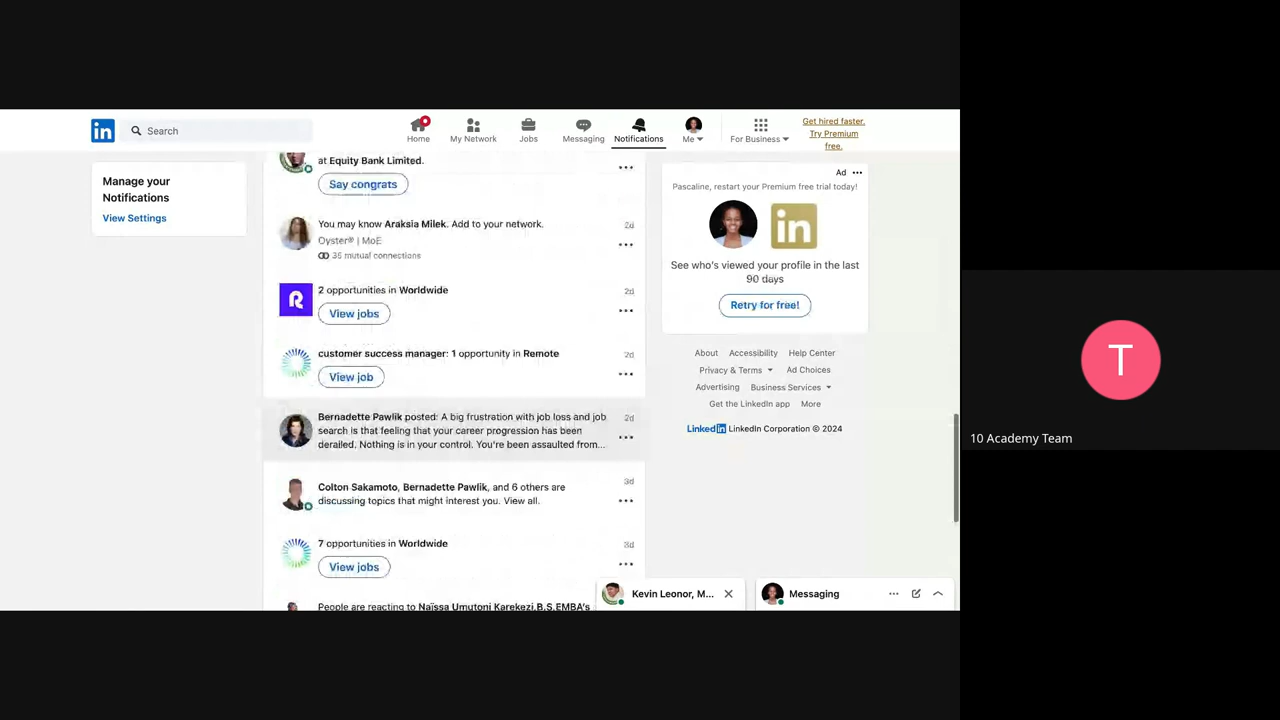 in
Search
Home
My Network
Jobs
Messaging
Notifications
Me
For Business
Get hired faster.
Try Premium
free.
Manage your
Notifications
View Settings
at Equity Bank Limited.
Say congrats
You may know Araksia Milek. Add to your network.
2d
Oyster® | MoE
35 mutual connections
2 opportunities in Worldwide
2d
View jobs
customer success manager: 1 opportunity in Remote
2d
View job
Bernadette Pawlik posted: A big frustration with job loss and job
2d
search is that feeling that your career progression has been
derailed. Nothing is in your control. You're been assaulted from...
Colton Sakamoto, Bernadette Pawlik, and 6 others are
3d
discussing topics that might interest you. View all.
7 opportunities in Worldwide
3d
View jobs
People are reacting to Naïssa Umutoni Karekezi,B.S,EMBA's
Ad
Pascaline, restart your Premium free trial today!
in
See who's viewed your profile in the last
90 days
Retry for free!
About Accessibility Help Center
Privacy & Terms Ad Choices
Advertising Business Services
Get the LinkedIn app More
LinkedIn LinkedIn Corporation © 2024
Kevin Leonor, M...
Messaging
T
10 Academy Team